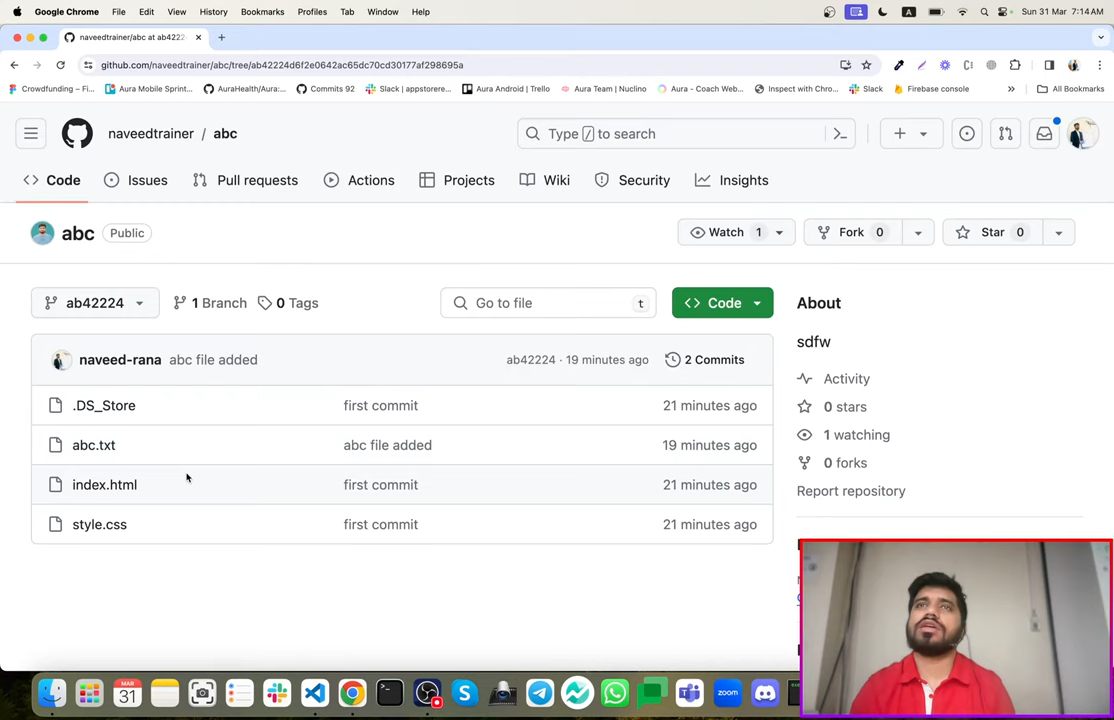 Google Chrome File Edit View History Bookmarks Profiles Tab Window Help A Sun 31 Mar 7:14 AM
naveedtrainer/abc at ab42224
github.com/naveedtrainer/abc/tree/ab42224d6f2e0642ac65dc70cd30177af298695a
Crowdfunding – Fi... Aura Mobile Sprint... AuraHealth/Aura:... Commits 92 Slack | appstorere... Aura Android | Trello Aura Team | Nuclino Aura - Coach Web... Inspect with Chro... Slack Firebase console » All Bookmarks
naveedtrainer / abc Type / to search
Code Issues Pull requests Actions Projects Wiki Security Insights
abc Public Watch 1 Fork 0 Star 0
ab42224 1 Branch 0 Tags Go to file t Code About
naveed-rana abc file added ab42224 · 19 minutes ago 2 Commits sdfw
.DS_Store first commit 21 minutes ago Activity
0 stars
abc.txt abc file added 19 minutes ago 1 watching
0 forks
index.html first commit 21 minutes ago Report repository
style.css first commit 21 minutes ago
MAR
31
zoom